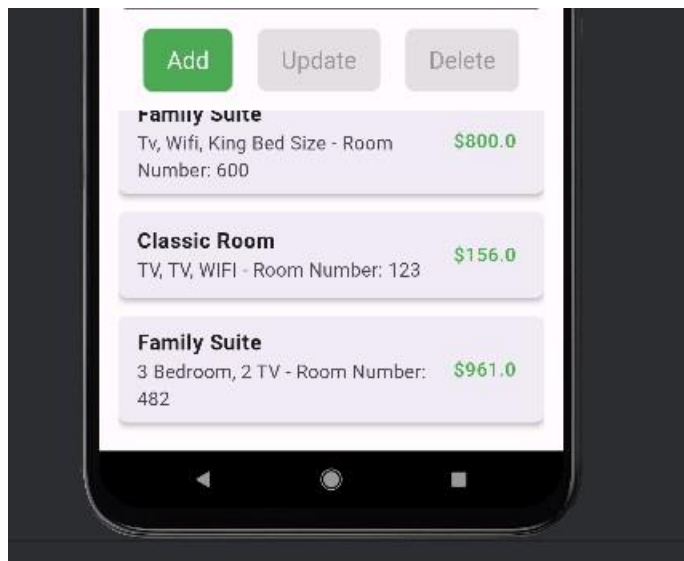 Add Update Delete
Family Suite
Tv, Wifi, King Bed Size - Room
Number: 600
$800.0
Classic Room
TV, TV, WIFI - Room Number: 123
$156.0
Family Suite
3 Bedroom, 2 TV - Room Number:
482
$961.0